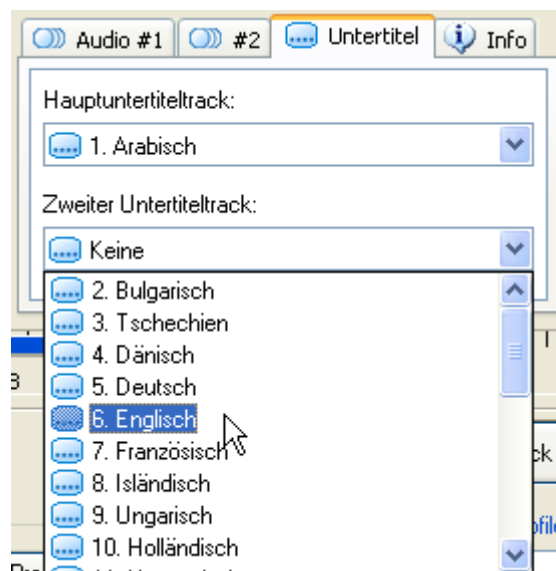 Audio #1 #2 Untertitel Info
Hauptuntertiteltrack:
1. Arabisch
Zweiter Untertiteltrack:
Keine
2. Bulgarisch
3. Tschechien
4. Dänisch
5. Deutsch
6. Englisch
7. Französisch
8. Isländisch
9. Ungarisch
10. Holländisch